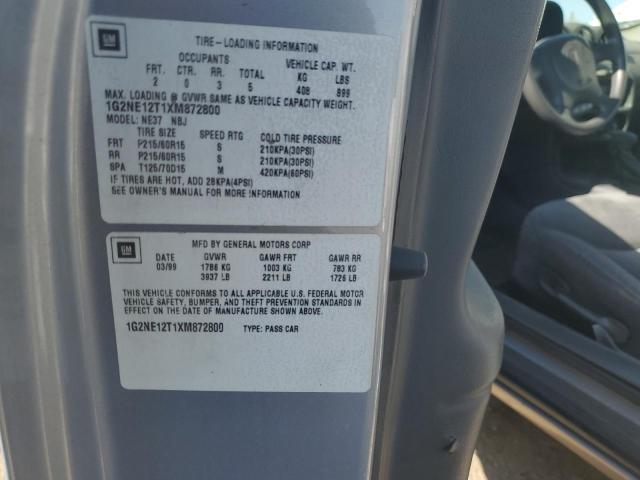 GM
TIRE-LOADING INFORMATION
OCCUPANTS VEHICLE CAP. WT.
FRT. CTR. RR. TOTAL KG LBS
2 0 3 5 408 899
MAX. LOADING @ GVWR SAME AS VEHICLE CAPACITY WEIGHT.
1G2NE12T1XM872800
MODEL: NE37 NBJ
TIRE SIZE SPEED RTG COLD TIRE PRESSURE
FRT P215/60R15 S 210KPA(30PSI)
RR P215/60R15 S 210KPA(30PSI)
SPA T125/70D15 M 420KPA(60PSI)
IF TIRES ARE HOT, ADD 28KPA(4PSI)
SEE OWNER'S MANUAL FOR MORE INFORMATION
GM
MFD BY GENERAL MOTORS CORP
DATE GVWR GAWR FRT GAWR RR
03/99 1786 KG 1003 KG 783 KG
3937 LB 2211 LB 1726 LB
THIS VEHICLE CONFORMS TO ALL APPLICABLE U.S. FEDERAL MOTOR
VEHICLE SAFETY, BUMPER, AND THEFT PREVENTION STANDARDS IN
EFFECT ON THE DATE OF MANUFACTURE SHOWN ABOVE.
1G2NE12T1XM872800 TYPE: PASS CAR